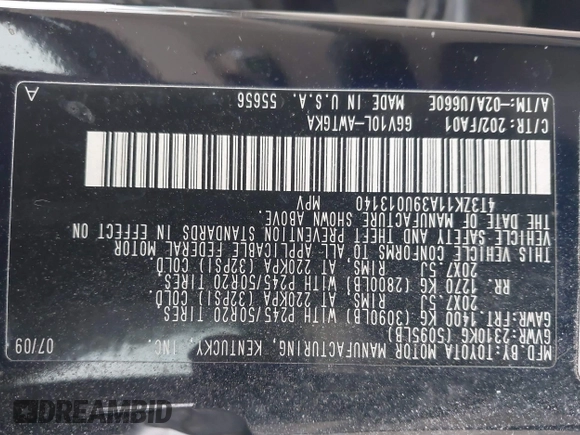 MFD. BY: TOYOTA MOTOR MANUFACTURING, KENTUCKY, INC. 07/09
GVWR: 2310KG (5095LB)
GAWR: FRT. 1400 KG (3090LB) WITH P245/50R20 TIRES,
20X7.5J RIMS, AT 220KPA (32PSI) COLD.
RR. 1270 KG (2800LB) WITH P245/50R20 TIRES,
20X7.5J RIMS, AT 220KPA (32PSI) COLD.
THIS VEHICLE CONFORMS TO ALL APPLICABLE FEDERAL MOTOR
VEHICLE SAFETY AND THEFT PREVENTION STANDARDS IN EFFECT ON
THE DATE OF MANUFACTURE SHOWN ABOVE.
4T3ZK11A39U013140 MPV
C/TR: 202/FA01 GGV10L-AWTGKA
A/TM: -02A/U660E MADE IN U.S.A. 55656 A
DREAMBID